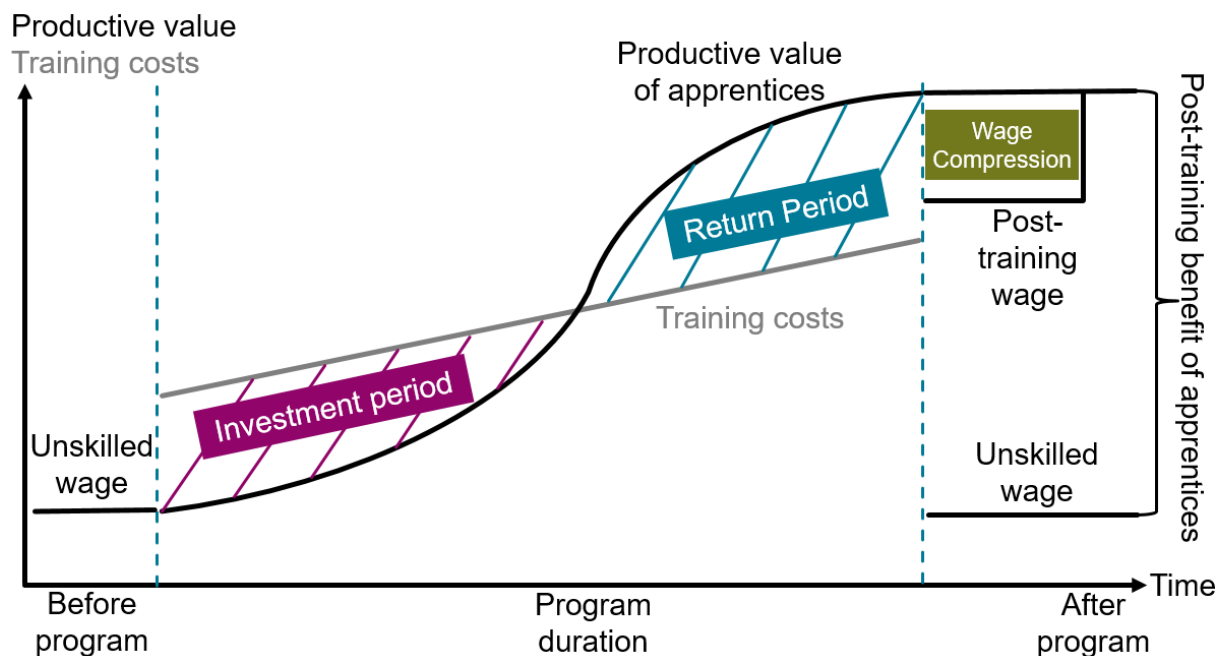 Productive value
Training costs
Productive value
of apprentices
Wage
Compression
Return Period
Post-
training
wage
Training costs
Investment period
Unskilled
wage
Unskilled
wage
Post-training benefit of apprentices
Time
Before
program
Program
duration
After
program